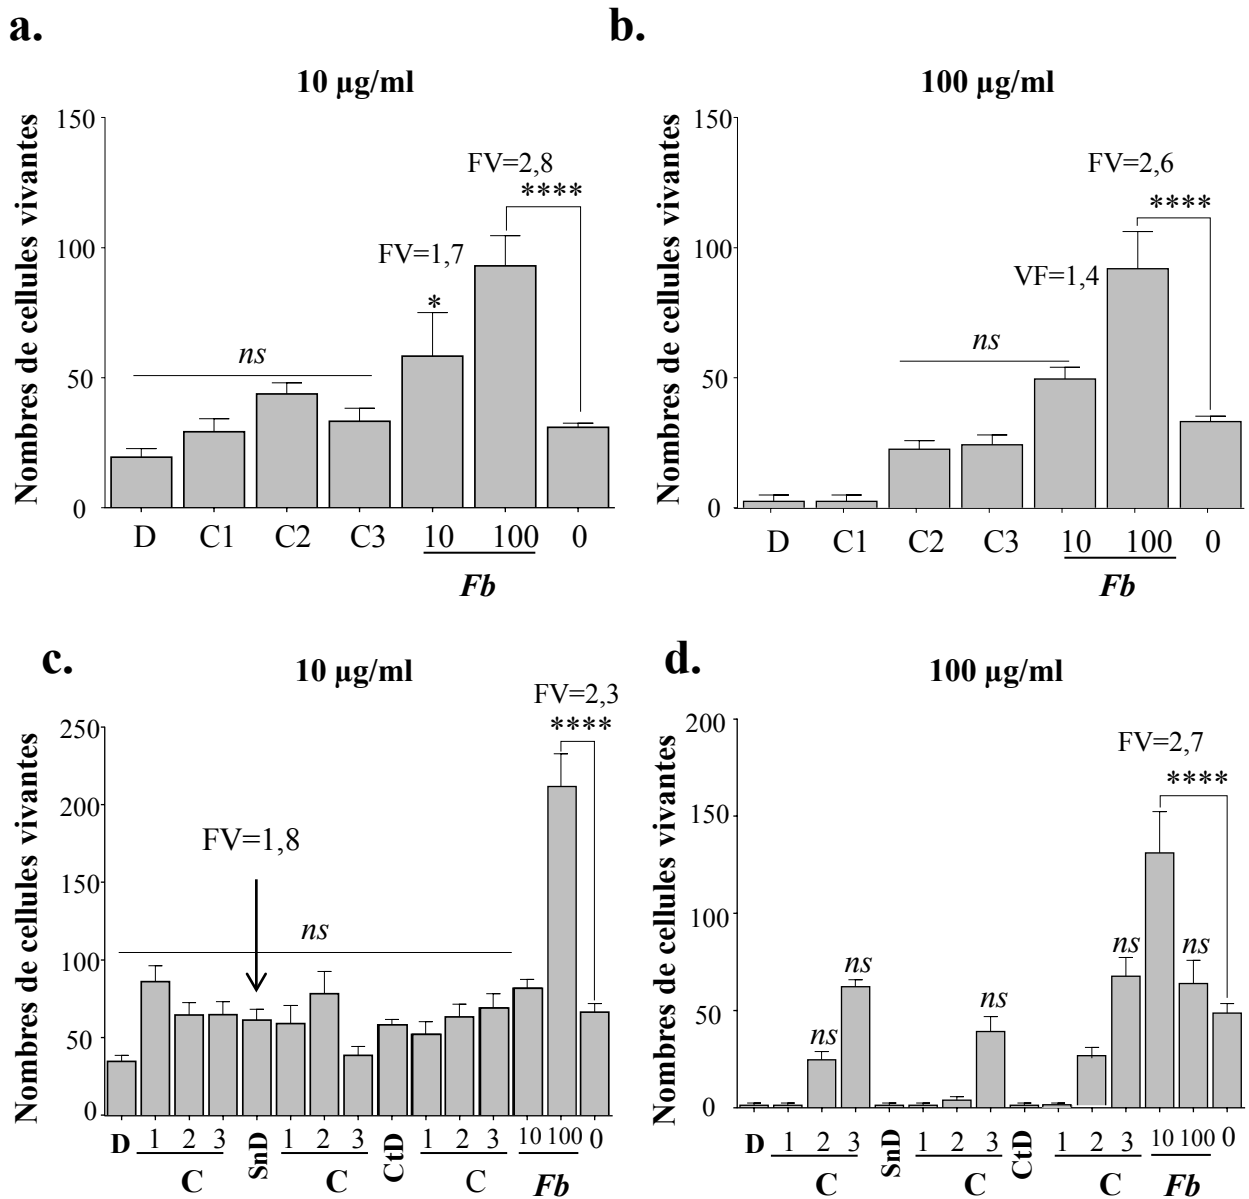 a.
10 µg/ml
Nombres de cellules vivantes
150
100
50
0
FV=2,8
****
FV=1,7
*
ns
D C1 C2 C3 10 100 0
Fb
b.
100 µg/ml
Nombres de cellules vivantes
150
100
50
0
FV=2,6
****
VF=1,4
ns
D C1 C2 C3 10 100 0
Fb
c.
10 µg/ml
Nombres de cellules vivantes
250
200
150
100
50
0
FV=2,3
****
FV=1,8
ns
D 1 2 3 SnD 1 2 3 CtD 1 2 3 10 100 0
C C C Fb
d.
100 µg/ml
Nombres de cellules vivantes
200
150
100
50
0
FV=2,7
****
ns ns ns ns ns
D 1 2 3 SnD 1 2 3 CtD 1 2 3 10 100 0
C C C Fb